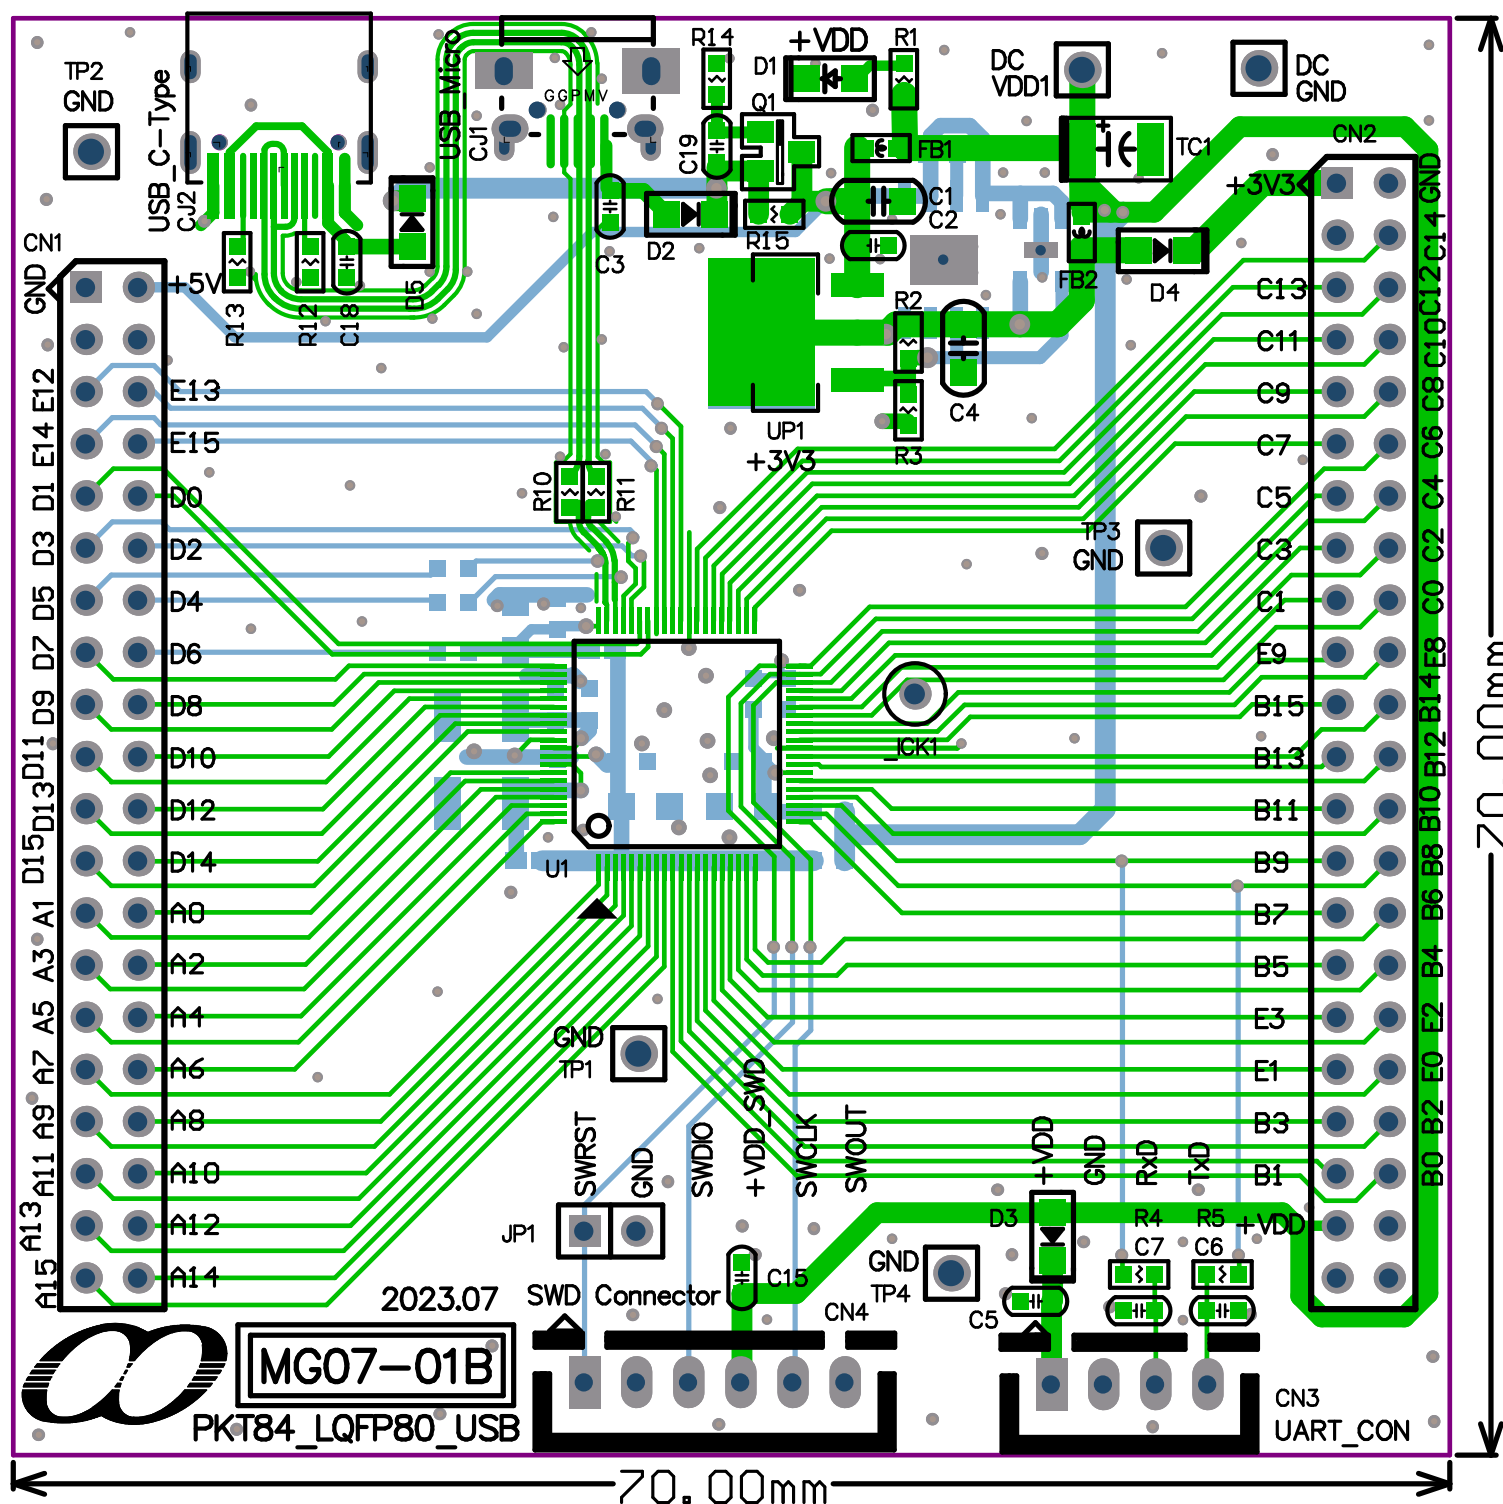 TP2
GND
USB_C-Type
CJ2
USB_Micro
CJ1
GGPMV
R14
+VDD
D1
R1
Q1
C19
DC
VDD1
DC
GND
TC1
CN2
FB1
C1
C2
R15
D2
C3
FB2
D4
D5
C18
R12
R13
R2
C4
R3
UP1
+3V3
R10
R11
TP3
GND
_ICK1
U1
CN1
GND
+5V
E12
E13
E14
E15
D1
D0
D3
D2
D5
D4
D7
D6
D9
D8
D11
D10
D13
D12
D15
D14
A1
A0
A3
A2
A5
A4
A7
A6
A9
A8
A11
A10
A13
A12
A15
A14
+3V3
GND
C14
C13
C12
C11
C10
C9
C8
C7
C6
C5
C4
C3
C2
C1
C0
E9
E8
B15
B14
B13
B12
B11
B10
B9
B8
B7
B6
B5
B4
E3
E2
E1
E0
B3
B2
B1
B0
+VDD
GND
TP1
SWRST
GND
SWDIO
+VDD_SWD
SWCLK
SWOUT
JP1
+VDD
GND
RxD
TxD
D3
R4
R5
C7
C6
GND
TP4
C15
C5
SWD Connector
CN4
CN3
UART_CON
2023.07
MG07-01B
PKT84_LQFP80_USB
70.00mm
70.00mm